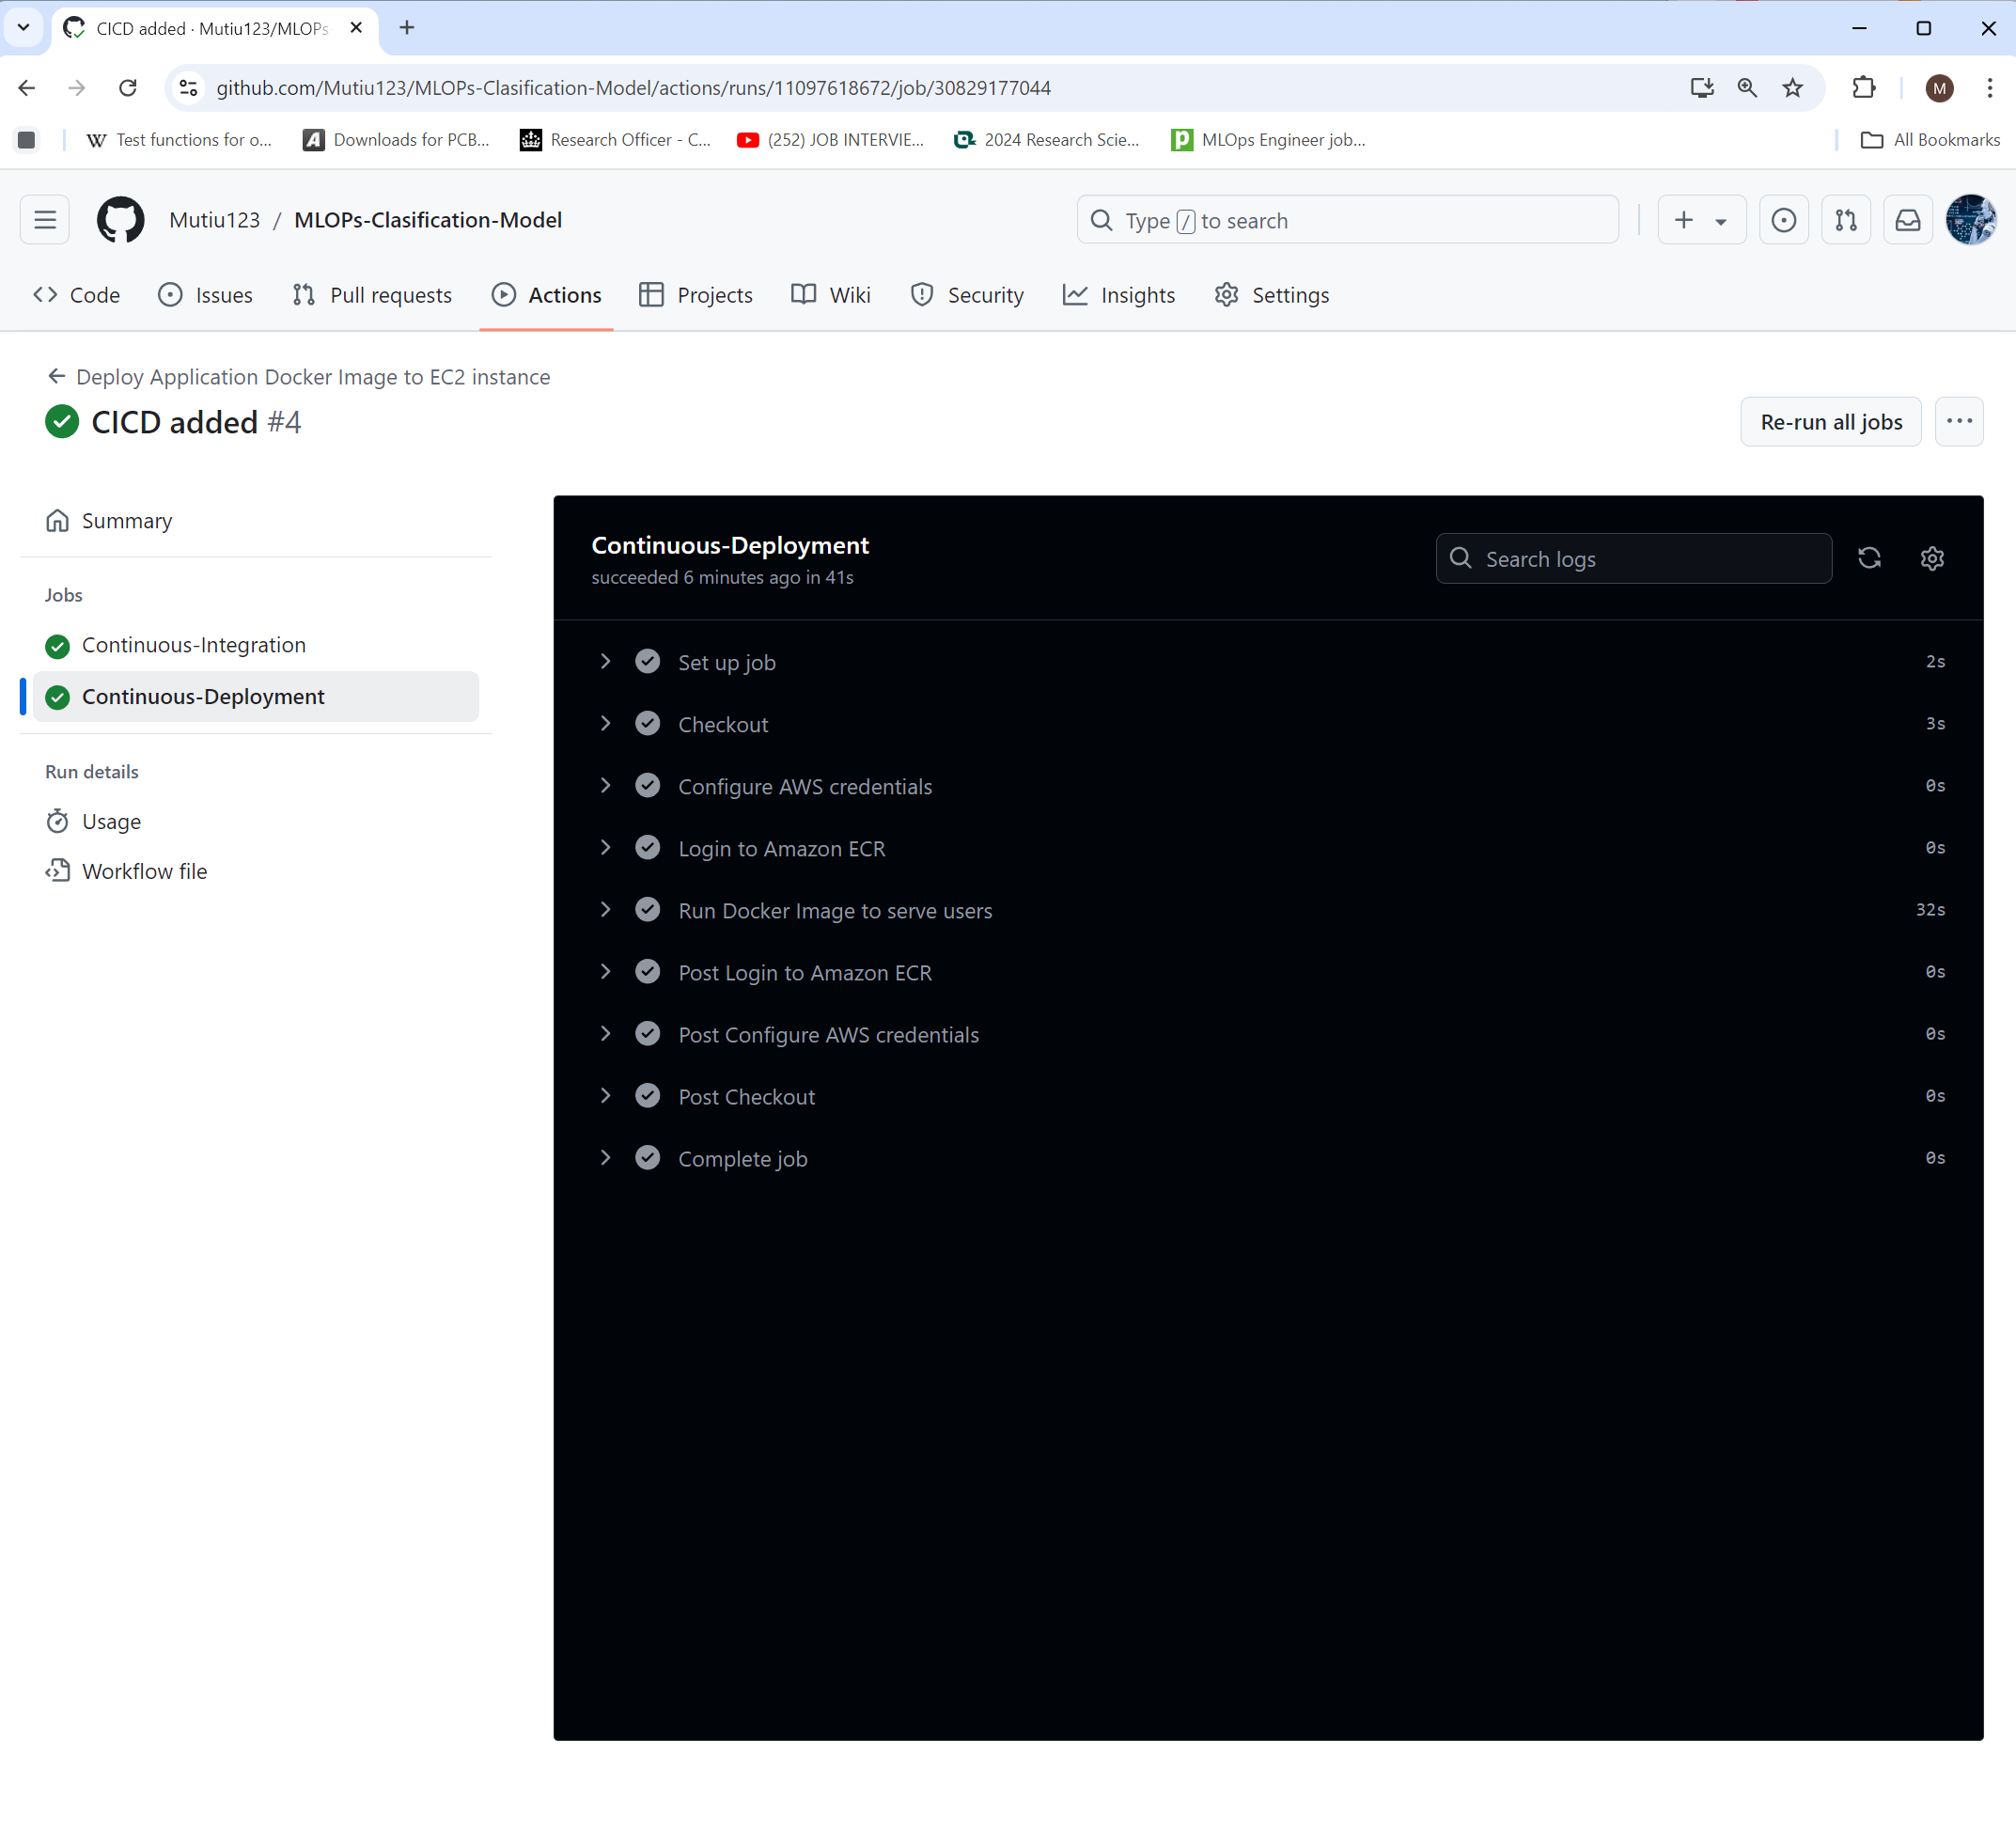 CICD added · Mutiu123/MLOPs
github.com/Mutiu123/MLOPs-Clasification-Model/actions/runs/11097618672/job/30829177044
M
W Test functions for o...
A Downloads for PCB...
Research Officer - C...
(252) JOB INTERVIE...
2024 Research Scie...
p MLOps Engineer job...
All Bookmarks
Mutiu123 / MLOPs-Clasification-Model
Type / to search
Code
Issues
Pull requests
Actions
Projects
Wiki
Security
Insights
Settings
Deploy Application Docker Image to EC2 instance
CICD added #4
Re-run all jobs
Summary
Jobs
Continuous-Integration
Continuous-Deployment
Run details
Usage
Workflow file
Continuous-Deployment
succeeded 6 minutes ago in 41s
Search logs
Set up job 2s
Checkout 3s
Configure AWS credentials 0s
Login to Amazon ECR 0s
Run Docker Image to serve users 32s
Post Login to Amazon ECR 0s
Post Configure AWS credentials 0s
Post Checkout 0s
Complete job 0s